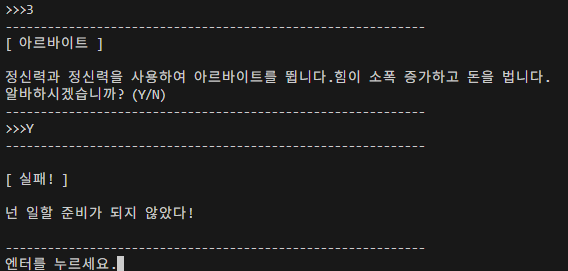 >>>3
------------------------------------------------------------
[ 아르바이트 ]
정신력과 정신력을 사용하여 아르바이트를 뜁니다.힘이 소폭 증가하고 돈을 법니다.
알바하시겠습니까? (Y/N)
------------------------------------------------------------
>>>Y
------------------------------------------------------------
[ 실패! ]
넌 일할 준비가 되지 않았다!
------------------------------------------------------------
엔터를 누르세요.